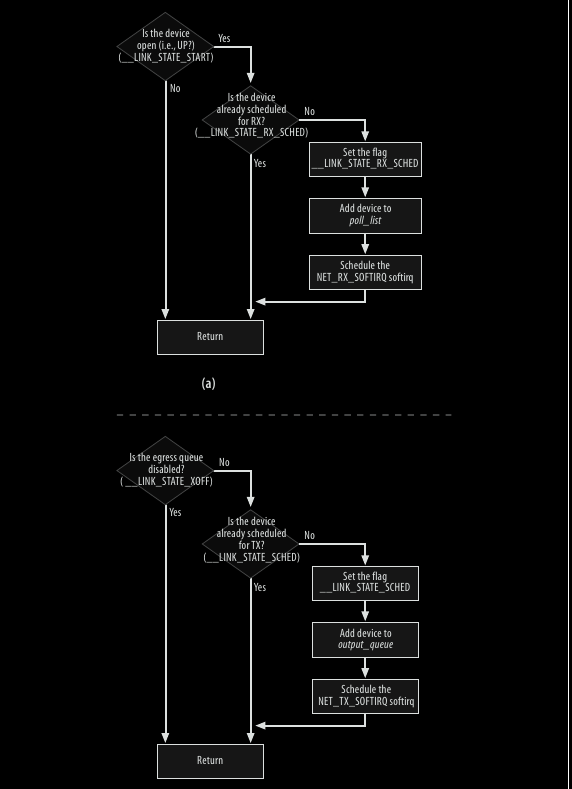 Is the device
open (i.e., UP?)
(__LINK_STATE_START)
Yes
No
Is the device
already scheduled
for RX?
(__LINK_STATE_RX_SCHED)
No
Yes
Set the flag
__LINK_STATE_RX_SCHED
Add device to
poll_list
Schedule the
NET_RX_SOFTIRQ softirq
Return
(a)
Is the egress queue
disabled?
( __LINK_STATE_XOFF)
No
Yes
Is the device
already scheduled
for TX?
(__LINK_STATE_SCHED)
No
Yes
Set the flag
__LINK_STATE_SCHED
Add device to
output_queue
Schedule the
NET_TX_SOFTIRQ softirq
Return